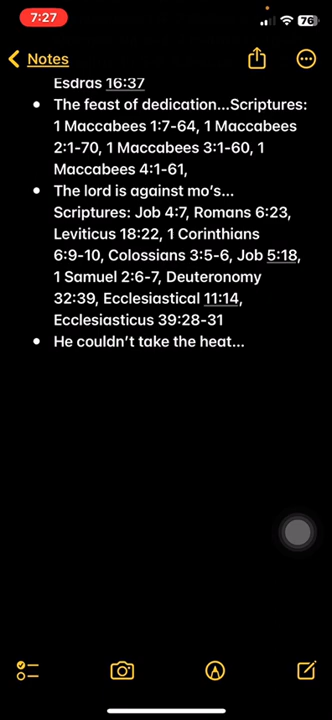 7:27
76
Notes
Esdras 16:37
• The feast of dedication...Scriptures:
1 Maccabees 1:7-64, 1 Maccabees
2:1-70, 1 Maccabees 3:1-60, 1
Maccabees 4:1-61,
• The lord is against mo’s...
Scriptures: Job 4:7, Romans 6:23,
Leviticus 18:22, 1 Corinthians
6:9-10, Colossians 3:5-6, Job 5:18,
1 Samuel 2:6-7, Deuteronomy
32:39, Ecclesiastical 11:14,
Ecclesiasticus 39:28-31
• He couldn’t take the heat...